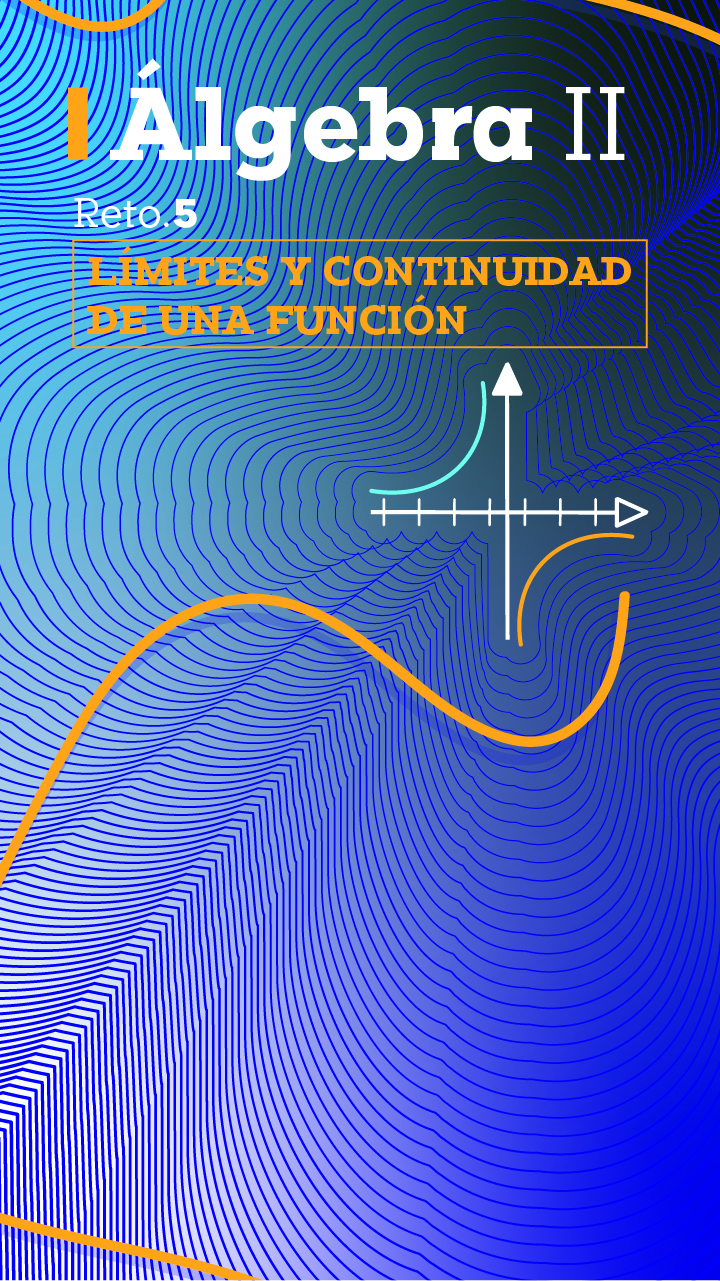 Álgebra II
Reto.5
LÍMITES Y CONTINUIDAD
DE UNA FUNCIÓN